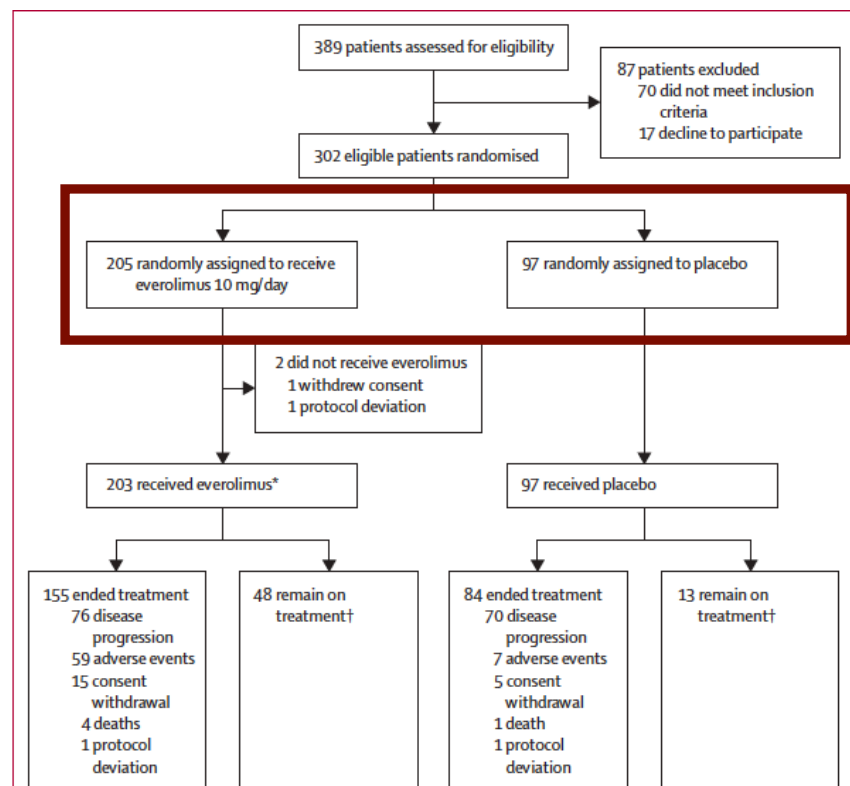 389 patients assessed for eligibility
87 patients excluded
70 did not meet inclusion
criteria
17 decline to participate
302 eligible patients randomised
205 randomly assigned to receive
everolimus 10 mg/day
97 randomly assigned to placebo
2 did not receive everolimus
1 withdrew consent
1 protocol deviation
203 received everolimus*
97 received placebo
155 ended treatment
76 disease
progression
59 adverse events
15 consent
withdrawal
4 deaths
1 protocol
deviation
48 remain on
treatment†
84 ended treatment
70 disease
progression
7 adverse events
5 consent
withdrawal
1 death
1 protocol
deviation
13 remain on
treatment†